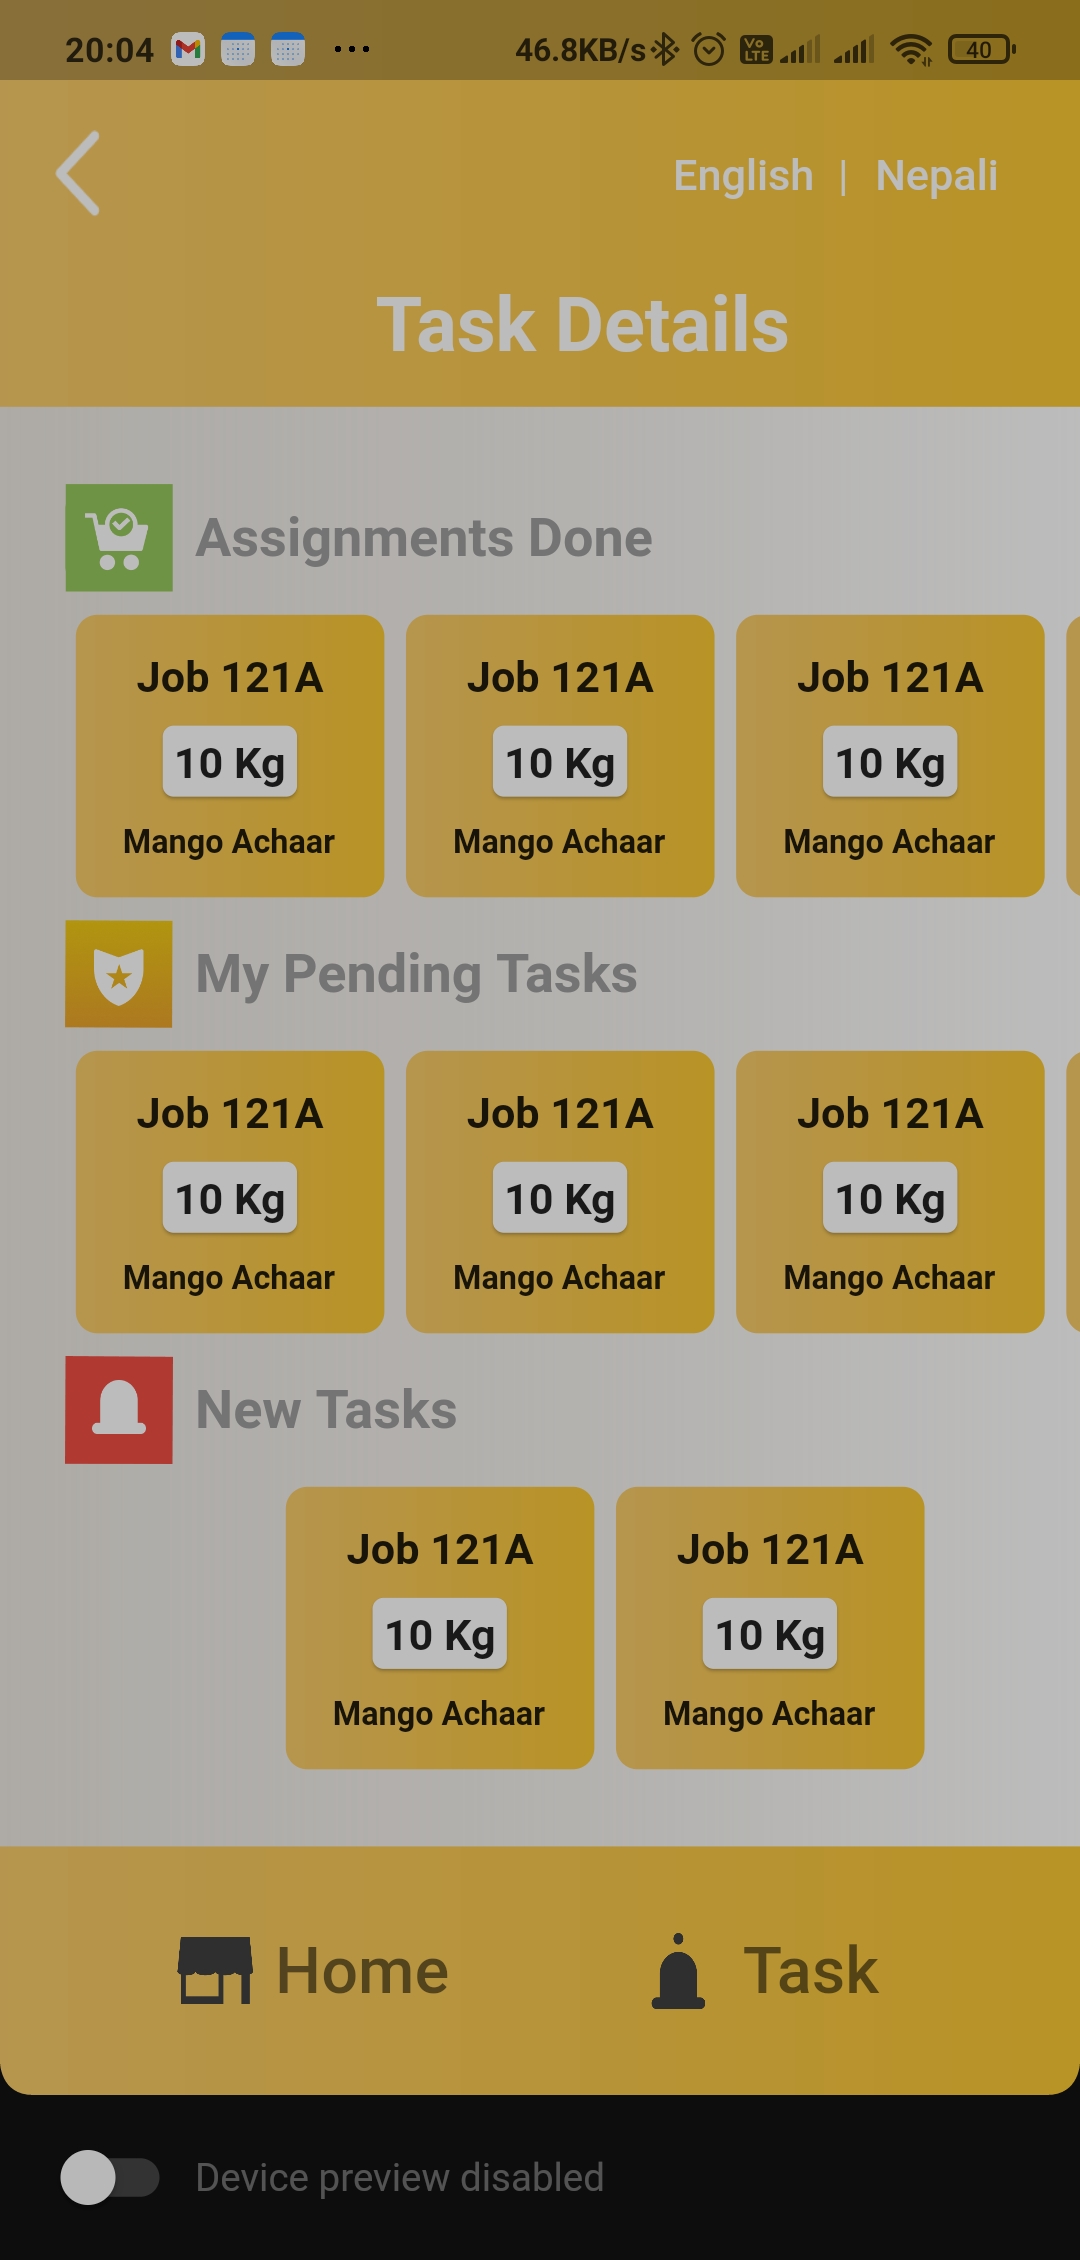 20:04 46.8KB/s Vo LTE 40
English | Nepali
Task Details
Assignments Done
Job 121A Job 121A Job 121A
10 Kg 10 Kg 10 Kg
Mango Achaar Mango Achaar Mango Achaar
My Pending Tasks
Job 121A Job 121A Job 121A
10 Kg 10 Kg 10 Kg
Mango Achaar Mango Achaar Mango Achaar
New Tasks
Job 121A Job 121A
10 Kg 10 Kg
Mango Achaar Mango Achaar
Home Task
Device preview disabled